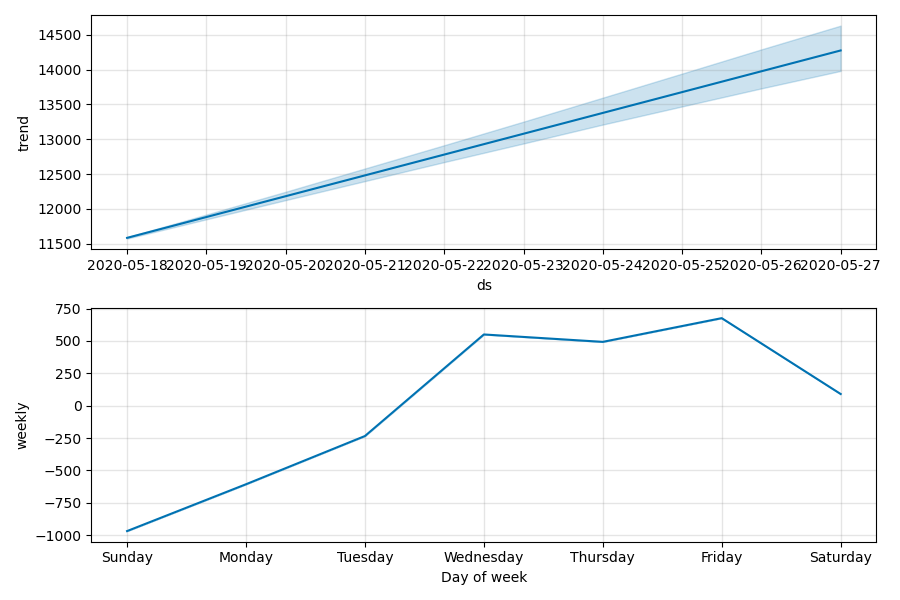 14500
14000
13500
13000
12500
12000
11500
trend
2020-05-18 2020-05-19 2020-05-20 2020-05-21 2020-05-22 2020-05-23 2020-05-24 2020-05-25 2020-05-26 2020-05-27
ds
750
500
250
0
−250
−500
−750
−1000
weekly
Sunday Monday Tuesday Wednesday Thursday Friday Saturday
Day of week